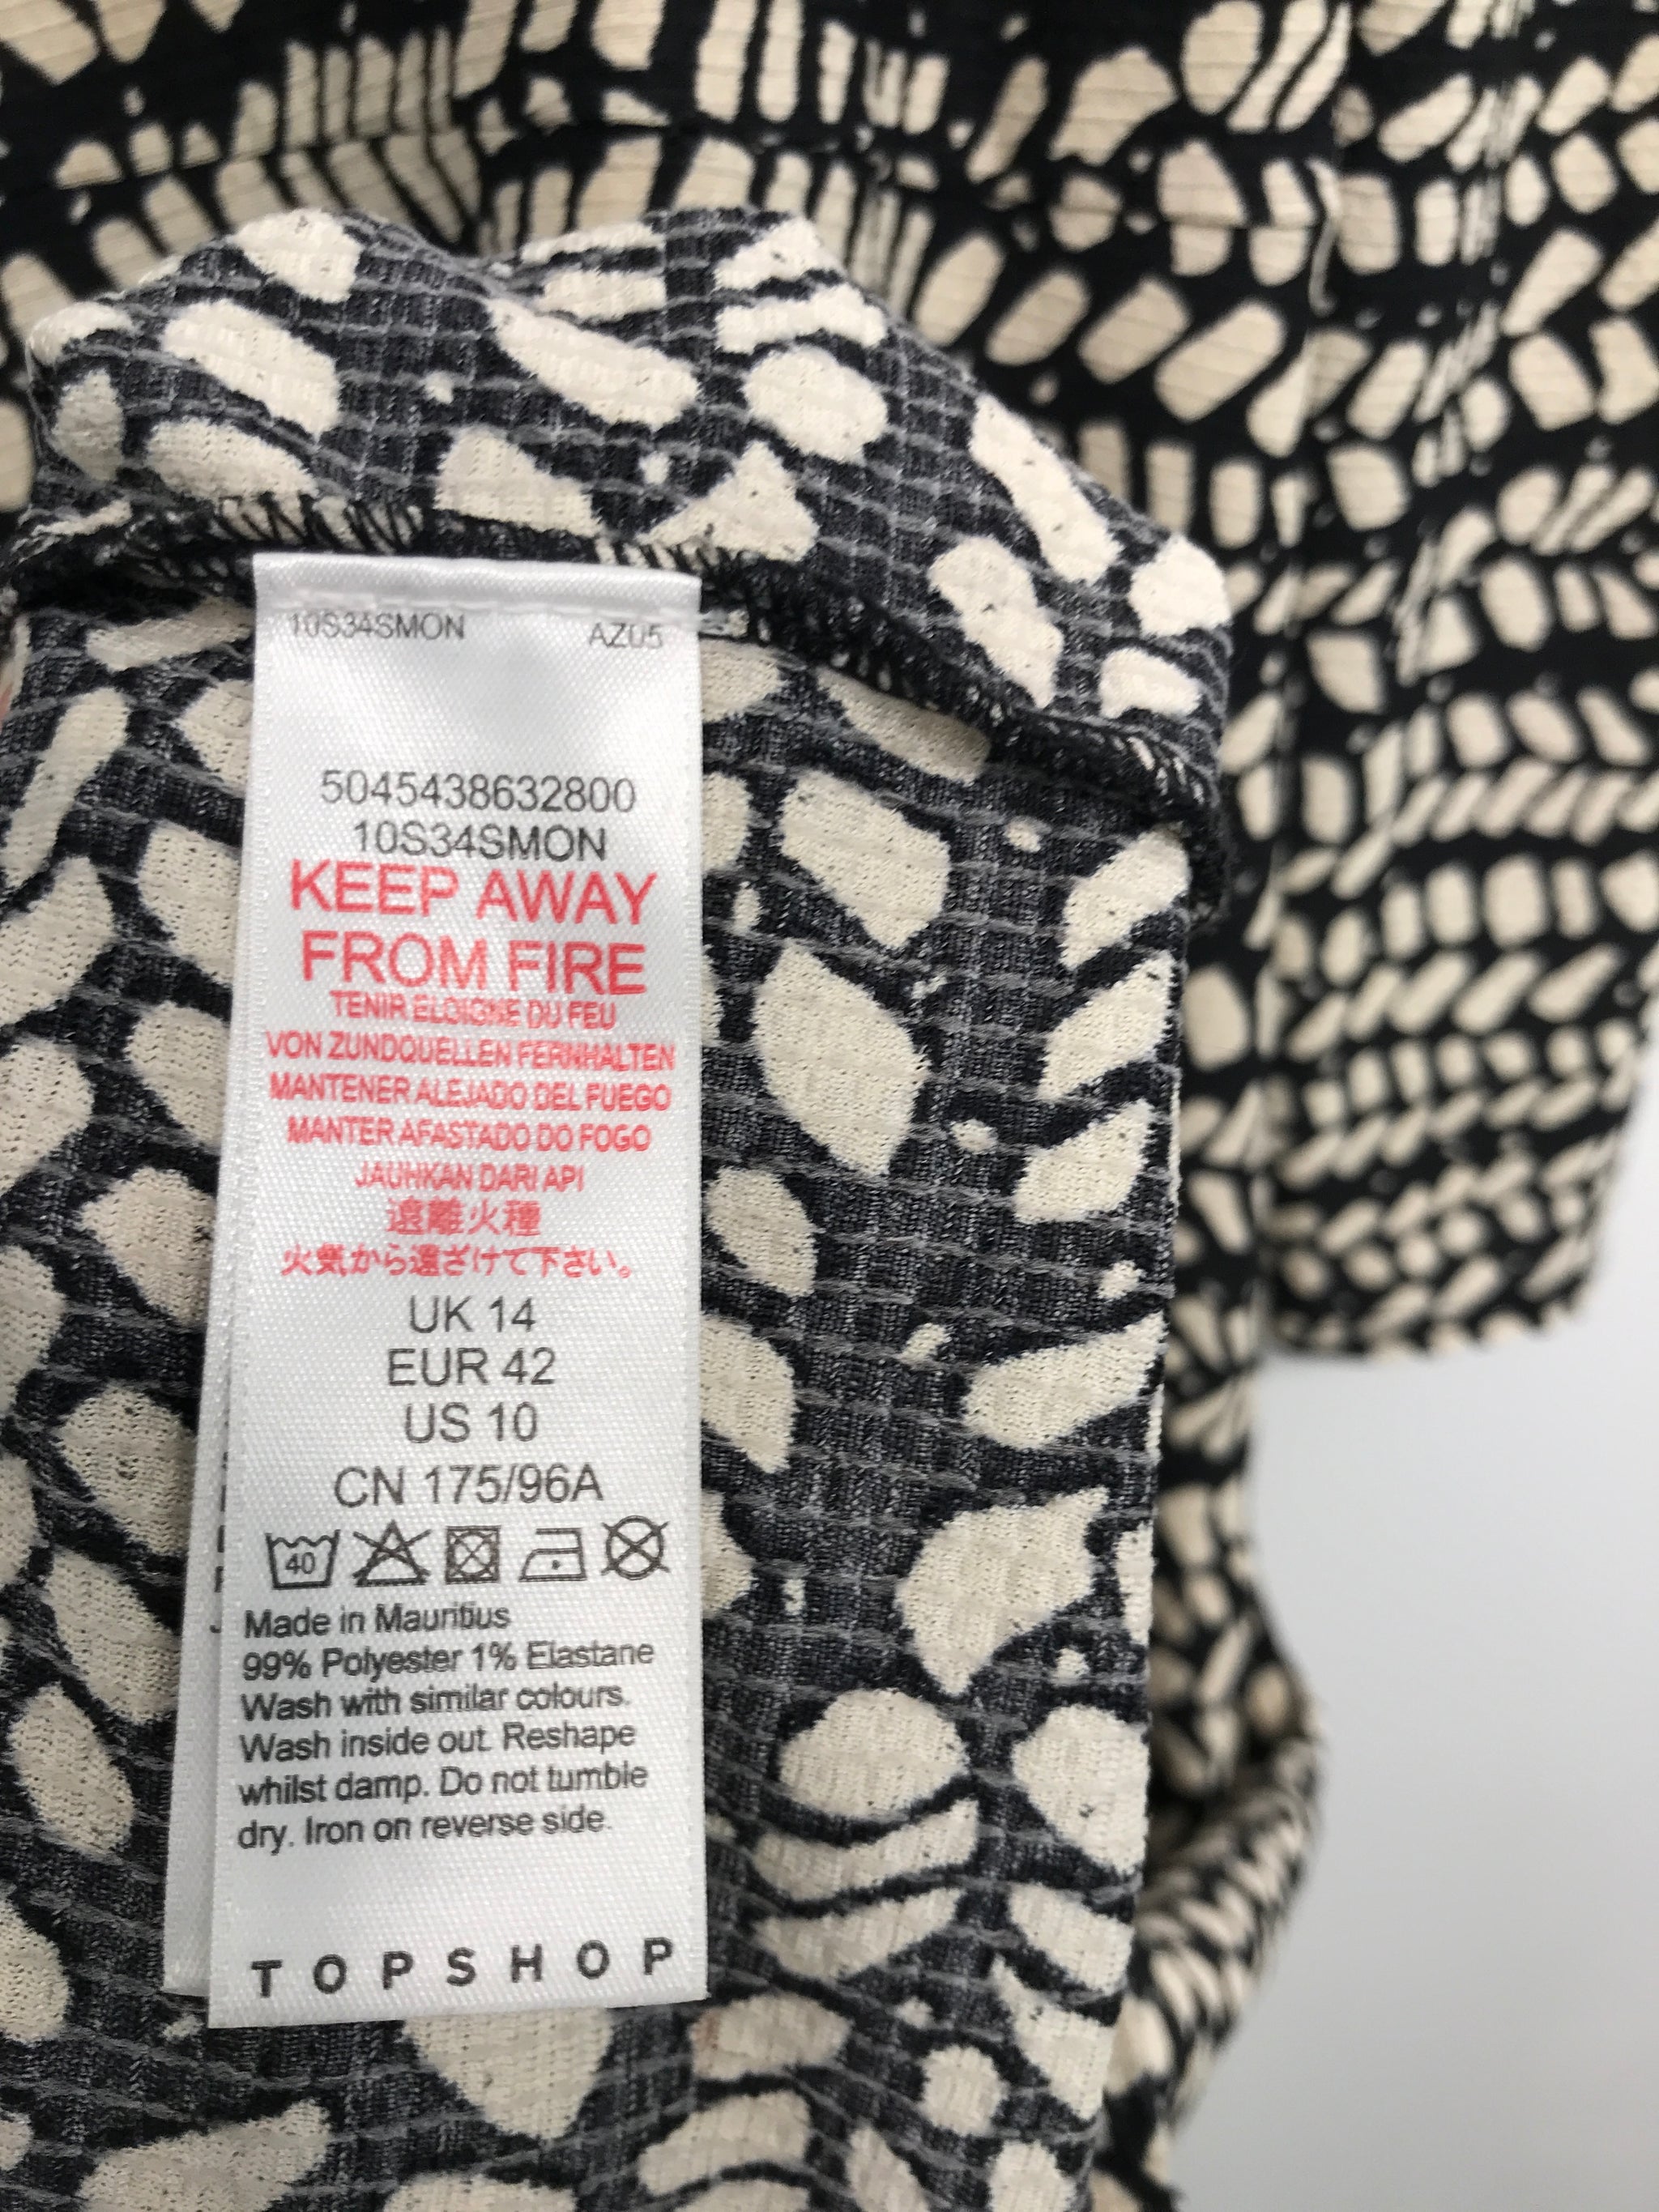 10S34SMON AZ05
5045438632800
10S34SMON
KEEP AWAY
FROM FIRE
TENIR ELOIGNE DU FEU
VON ZUNDQUELLEN FERNHALTEN
MANTENER ALEJADO DEL FUEGO
MANTER AFASTADO DO FOGO
JAUHKAN DARI API
遠離火種
火気から遠ざけて下さい。
UK 14
EUR 42
US 10
CN 175/96A
40
Made in Mauritius
99% Polyester 1% Elastane
Wash with similar colours.
Wash inside out. Reshape
whilst damp. Do not tumble
dry. Iron on reverse side.
TOPSHOP